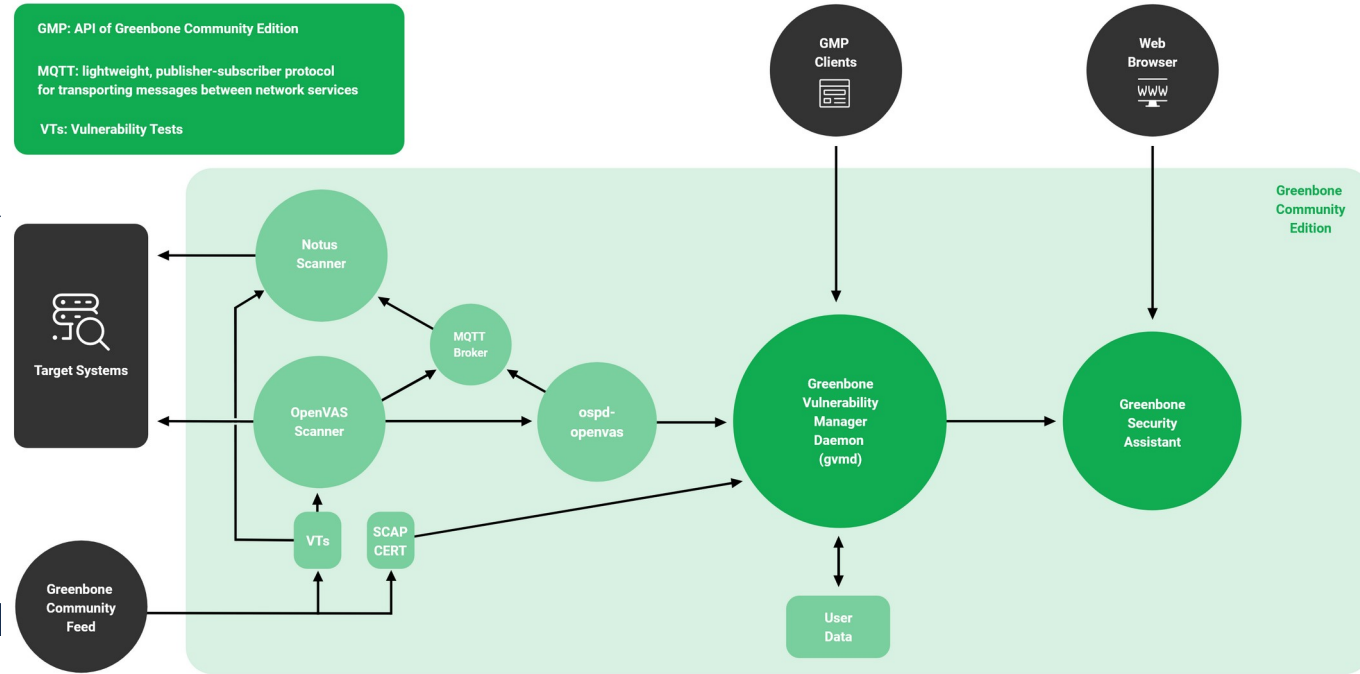 GMP: API of Greenbone Community Edition
MQTT: lightweight, publisher-subscriber protocol
for transporting messages between network services
VTs: Vulnerability Tests
GMP
Clients
Web
Browser
WWW
Greenbone
Community
Edition
Notus
Scanner
Target Systems
MQTT
Broker
OpenVAS
Scanner
ospd-
openvas
Greenbone
Vulnerability
Manager
Daemon
(gvmd)
Greenbone
Security
Assistant
VTs
SCAP
CERT
Greenbone
Community
Feed
User
Data